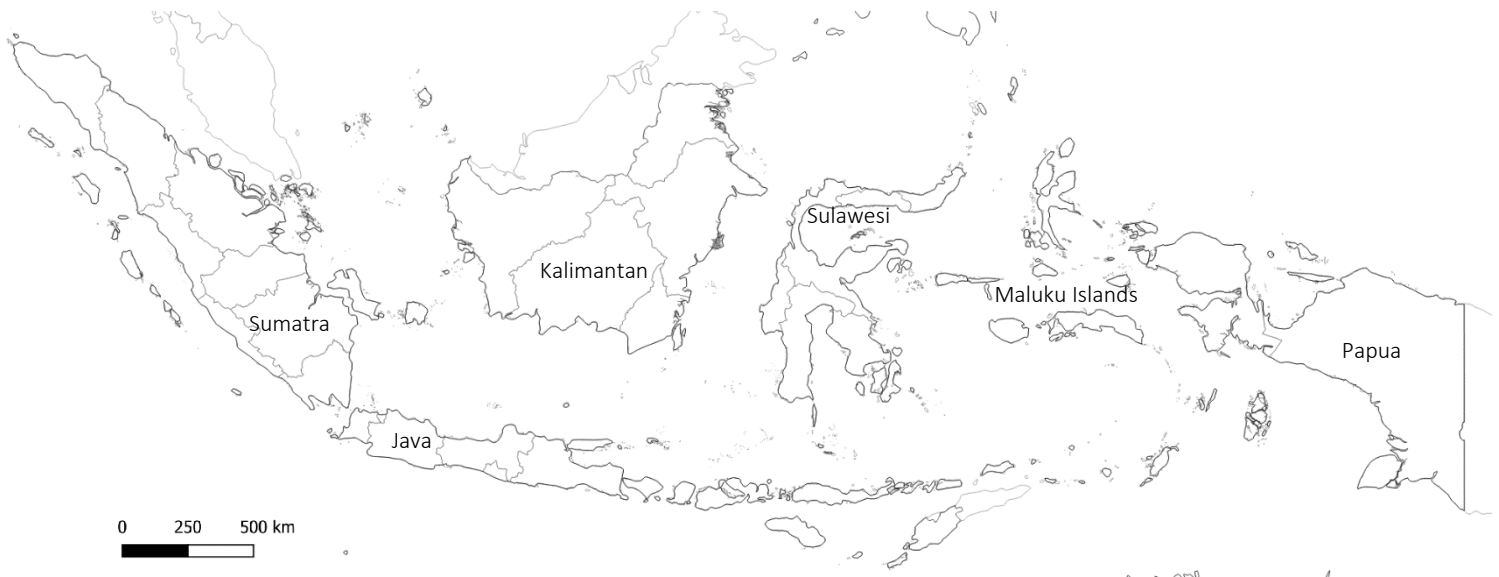 Sulawesi
Kalimantan
Maluku Islands
Sumatra
Papua
Java
0 250 500 km